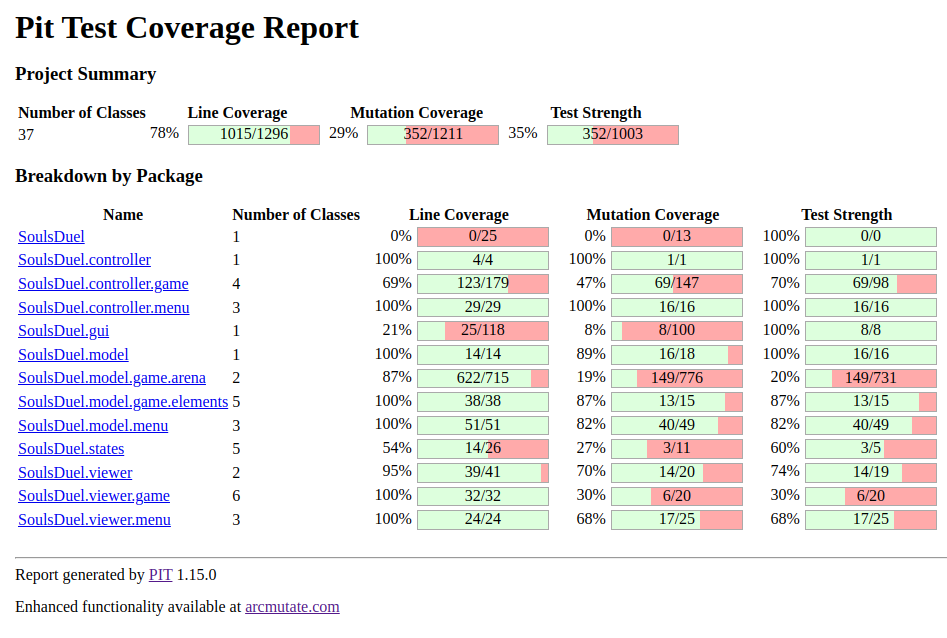 Pit Test Coverage Report
Project Summary
Number of Classes Line Coverage Mutation Coverage Test Strength
37 78% 1015/1296 29% 352/1211 35% 352/1003
Breakdown by Package
Name Number of Classes Line Coverage Mutation Coverage Test Strength
SoulsDuel 1 0% 0/25 0% 0/13 100% 0/0
SoulsDuel.controller 1 100% 4/4 100% 1/1 100% 1/1
SoulsDuel.controller.game 4 69% 123/179 47% 69/147 70% 69/98
SoulsDuel.controller.menu 3 100% 29/29 100% 16/16 100% 16/16
SoulsDuel.gui 1 21% 25/118 8% 8/100 100% 8/8
SoulsDuel.model 1 100% 14/14 89% 16/18 100% 16/16
SoulsDuel.model.game.arena 2 87% 622/715 19% 149/776 20% 149/731
SoulsDuel.model.game.elements 5 100% 38/38 87% 13/15 87% 13/15
SoulsDuel.model.menu 3 100% 51/51 82% 40/49 82% 40/49
SoulsDuel.states 5 54% 14/26 27% 3/11 60% 3/5
SoulsDuel.viewer 2 95% 39/41 70% 14/20 74% 14/19
SoulsDuel.viewer.game 6 100% 32/32 30% 6/20 30% 6/20
SoulsDuel.viewer.menu 3 100% 24/24 68% 17/25 68% 17/25
Report generated by PIT 1.15.0
Enhanced functionality available at arcmutate.com